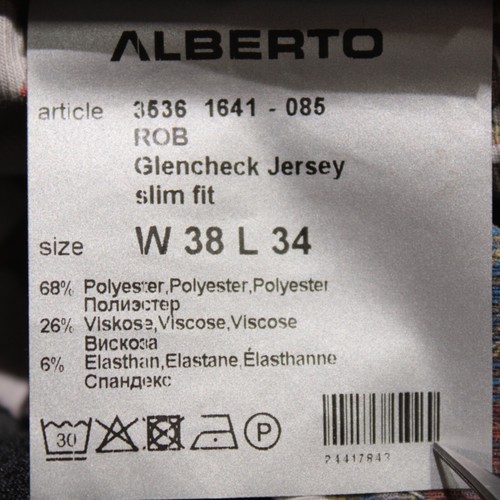 ALBERTO
article 3536 1641 - 085
ROB
Glencheck Jersey
slim fit
size W 38 L 34
68% Polyester,Polyester,Polyester
Полиэстер
26% Viskose,Viscose,Viscose
Вискоза
6% Elasthan,Elastane,Élasthanne
Спандекс
30 P
24417843